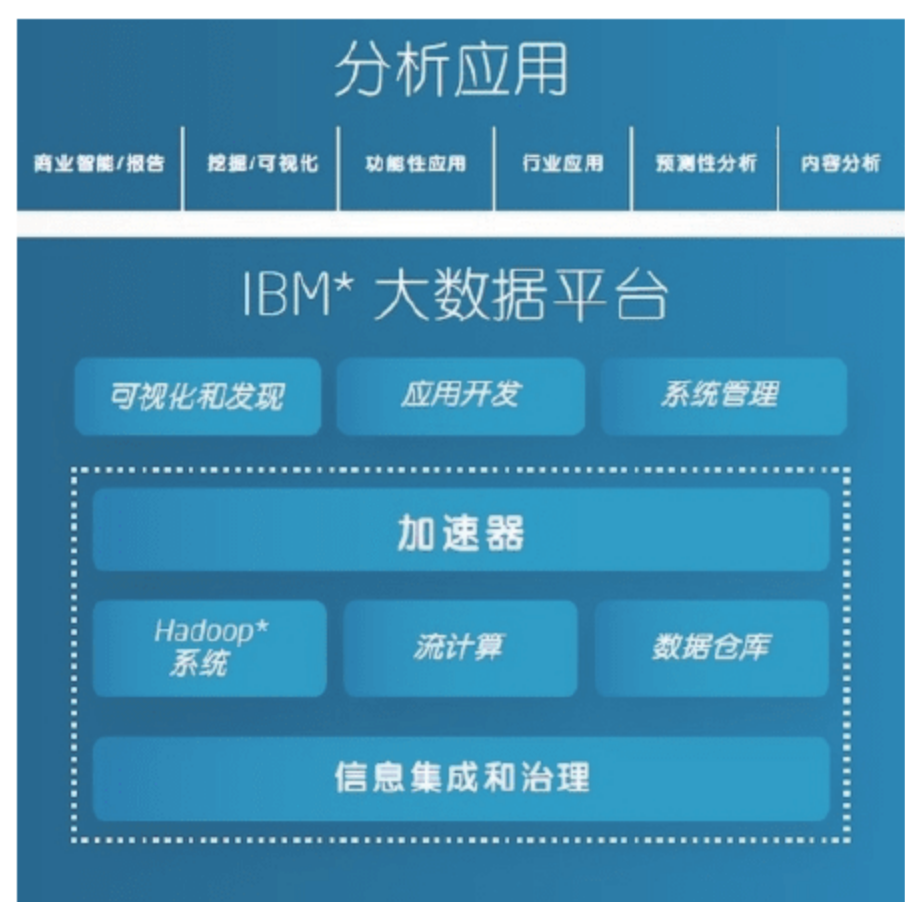 分析应用
商业智能/报告 挖掘/可视化 功能性应用 行业应用 预测性分析 内容分析
IBM* 大数据平台
可视化和发现 应用开发 系统管理
加速器
Hadoop* 系统 流计算 数据仓库
信息集成和治理